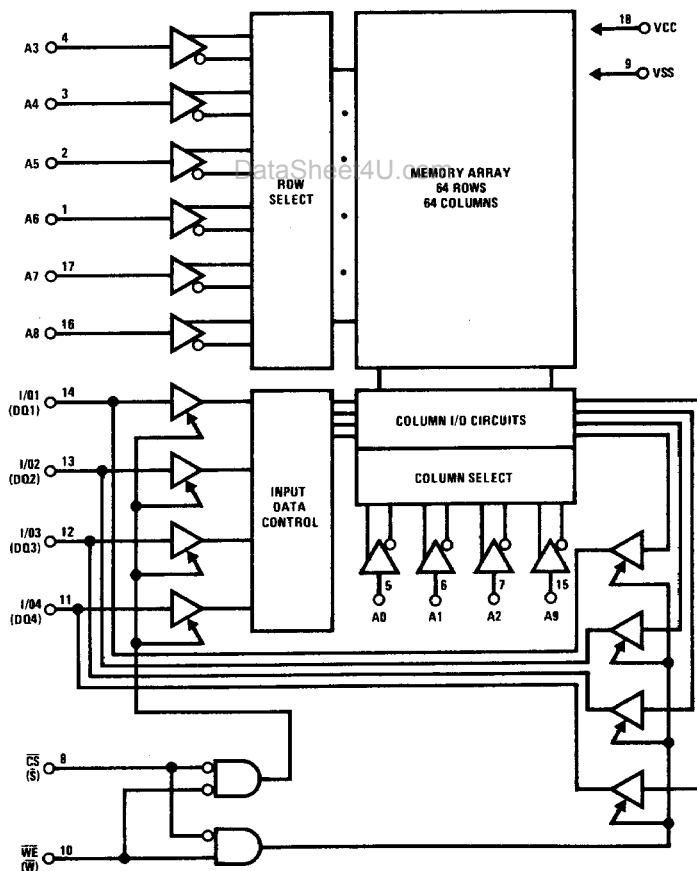 A3 4
A4 3
A5 2
A6 1
A7 17
A8 16
ROW
SELECT
MEMORY ARRAY
64 ROWS
64 COLUMNS
18 VCC
9 VSS
DataSheet4U.com
I/O1 14
(DQ1)
I/O2 13
(DQ2)
I/O3 12
(DQ3)
I/O4 11
(DQ4)
INPUT
DATA
CONTROL
COLUMN I/O CIRCUITS
COLUMN SELECT
5 6 7 15
A0 A1 A2 A9
C̅S̅ 8
(S̅)
W̅E̅ 10
(W̅)